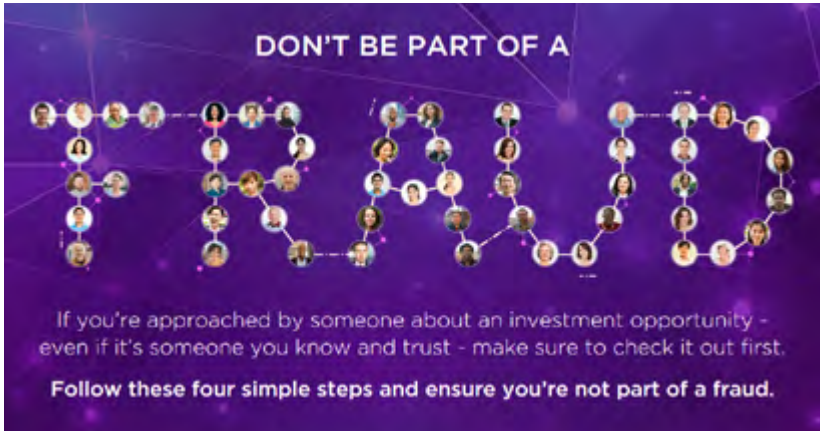 DON'T BE PART OF A
FRAUD
If you're approached by someone about an investment opportunity -
even if it's someone you know and trust - make sure to check it out first.
Follow these four simple steps and ensure you're not part of a fraud.